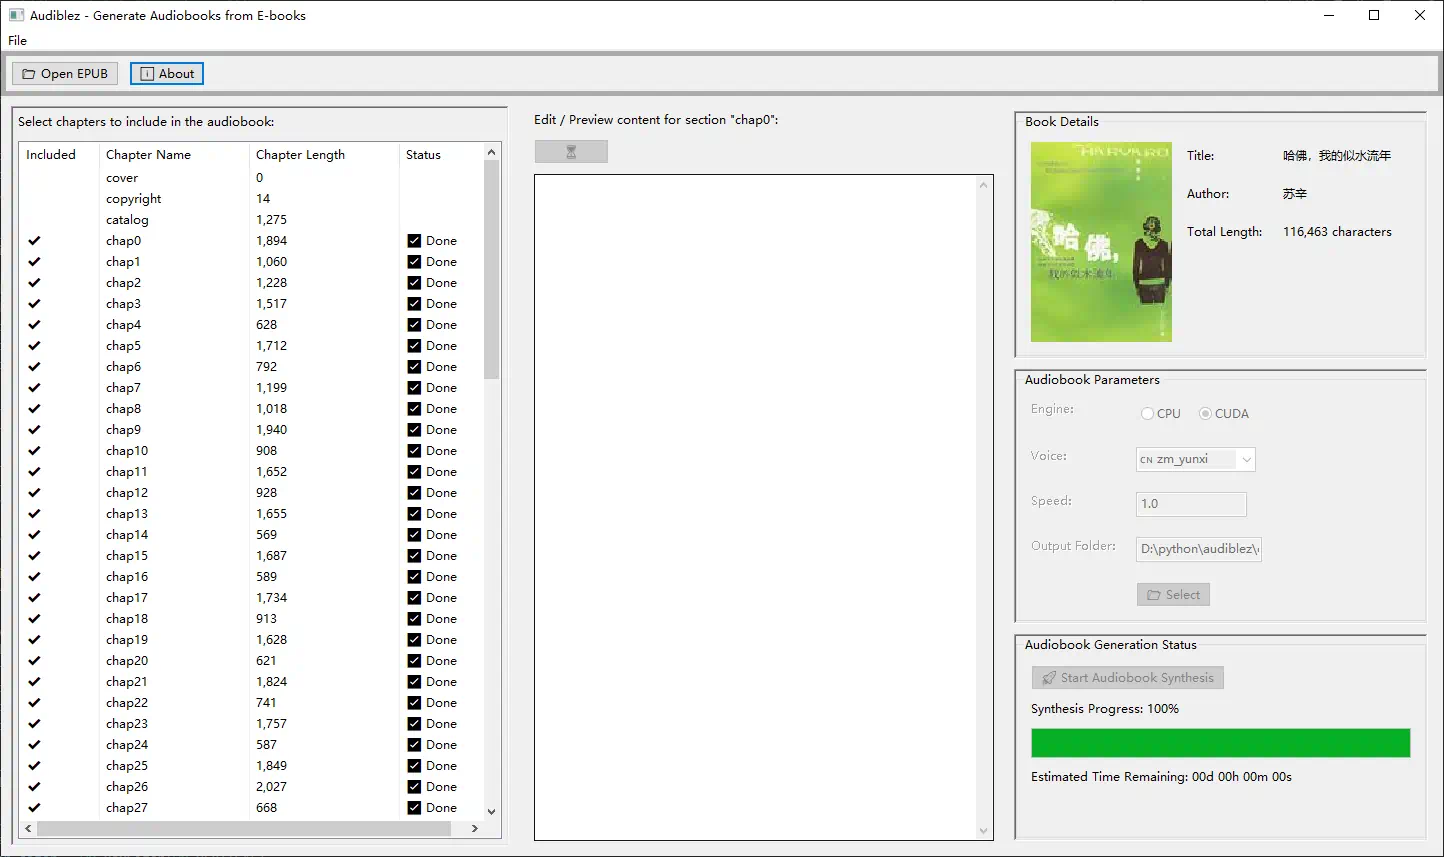 Audiblez - Generate Audiobooks from E-books
File
Open EPUB
About
Select chapters to include in the audiobook:
Included Chapter Name Chapter Length Status
cover 0
copyright 14
catalog 1,275
chap0 1,894 Done
chap1 1,060 Done
chap2 1,228 Done
chap3 1,517 Done
chap4 628 Done
chap5 1,712 Done
chap6 792 Done
chap7 1,199 Done
chap8 1,018 Done
chap9 1,940 Done
chap10 908 Done
chap11 1,652 Done
chap12 928 Done
chap13 1,655 Done
chap14 569 Done
chap15 1,687 Done
chap16 589 Done
chap17 1,734 Done
chap18 913 Done
chap19 1,628 Done
chap20 621 Done
chap21 1,824 Done
chap22 741 Done
chap23 1,757 Done
chap24 587 Done
chap25 1,849 Done
chap26 2,027 Done
chap27 668 Done
Edit / Preview content for section "chap0":
Book Details
HARVARD
哈佛,
我的似水流年
Title: 哈佛，我的似水流年
Author: 苏辛
Total Length: 116,463 characters
Audiobook Parameters
Engine: CPU CUDA
Voice: CN zm_yunxi
Speed: 1.0
Output Folder: D:\python\audiblez\
Select
Audiobook Generation Status
Start Audiobook Synthesis
Synthesis Progress: 100%
Estimated Time Remaining: 00d 00h 00m 00s